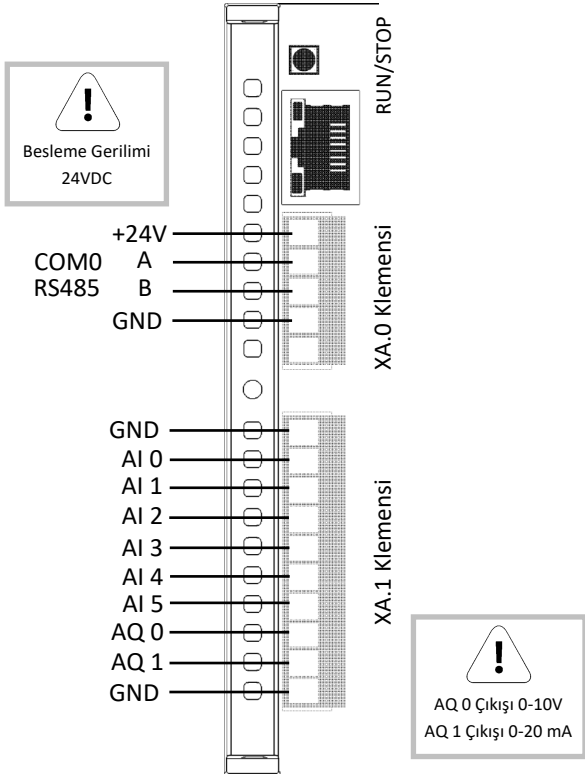 RUN/STOP
!
Besleme Gerilimi
24VDC
+24V
COM0 A
RS485 B
GND
XA.0 Klemensi
GND
AI 0
AI 1
AI 2
AI 3
AI 4
AI 5
AQ 0
AQ 1
GND
XA.1 Klemensi
!
AQ 0 Çıkışı 0-10V
AQ 1 Çıkışı 0-20 mA